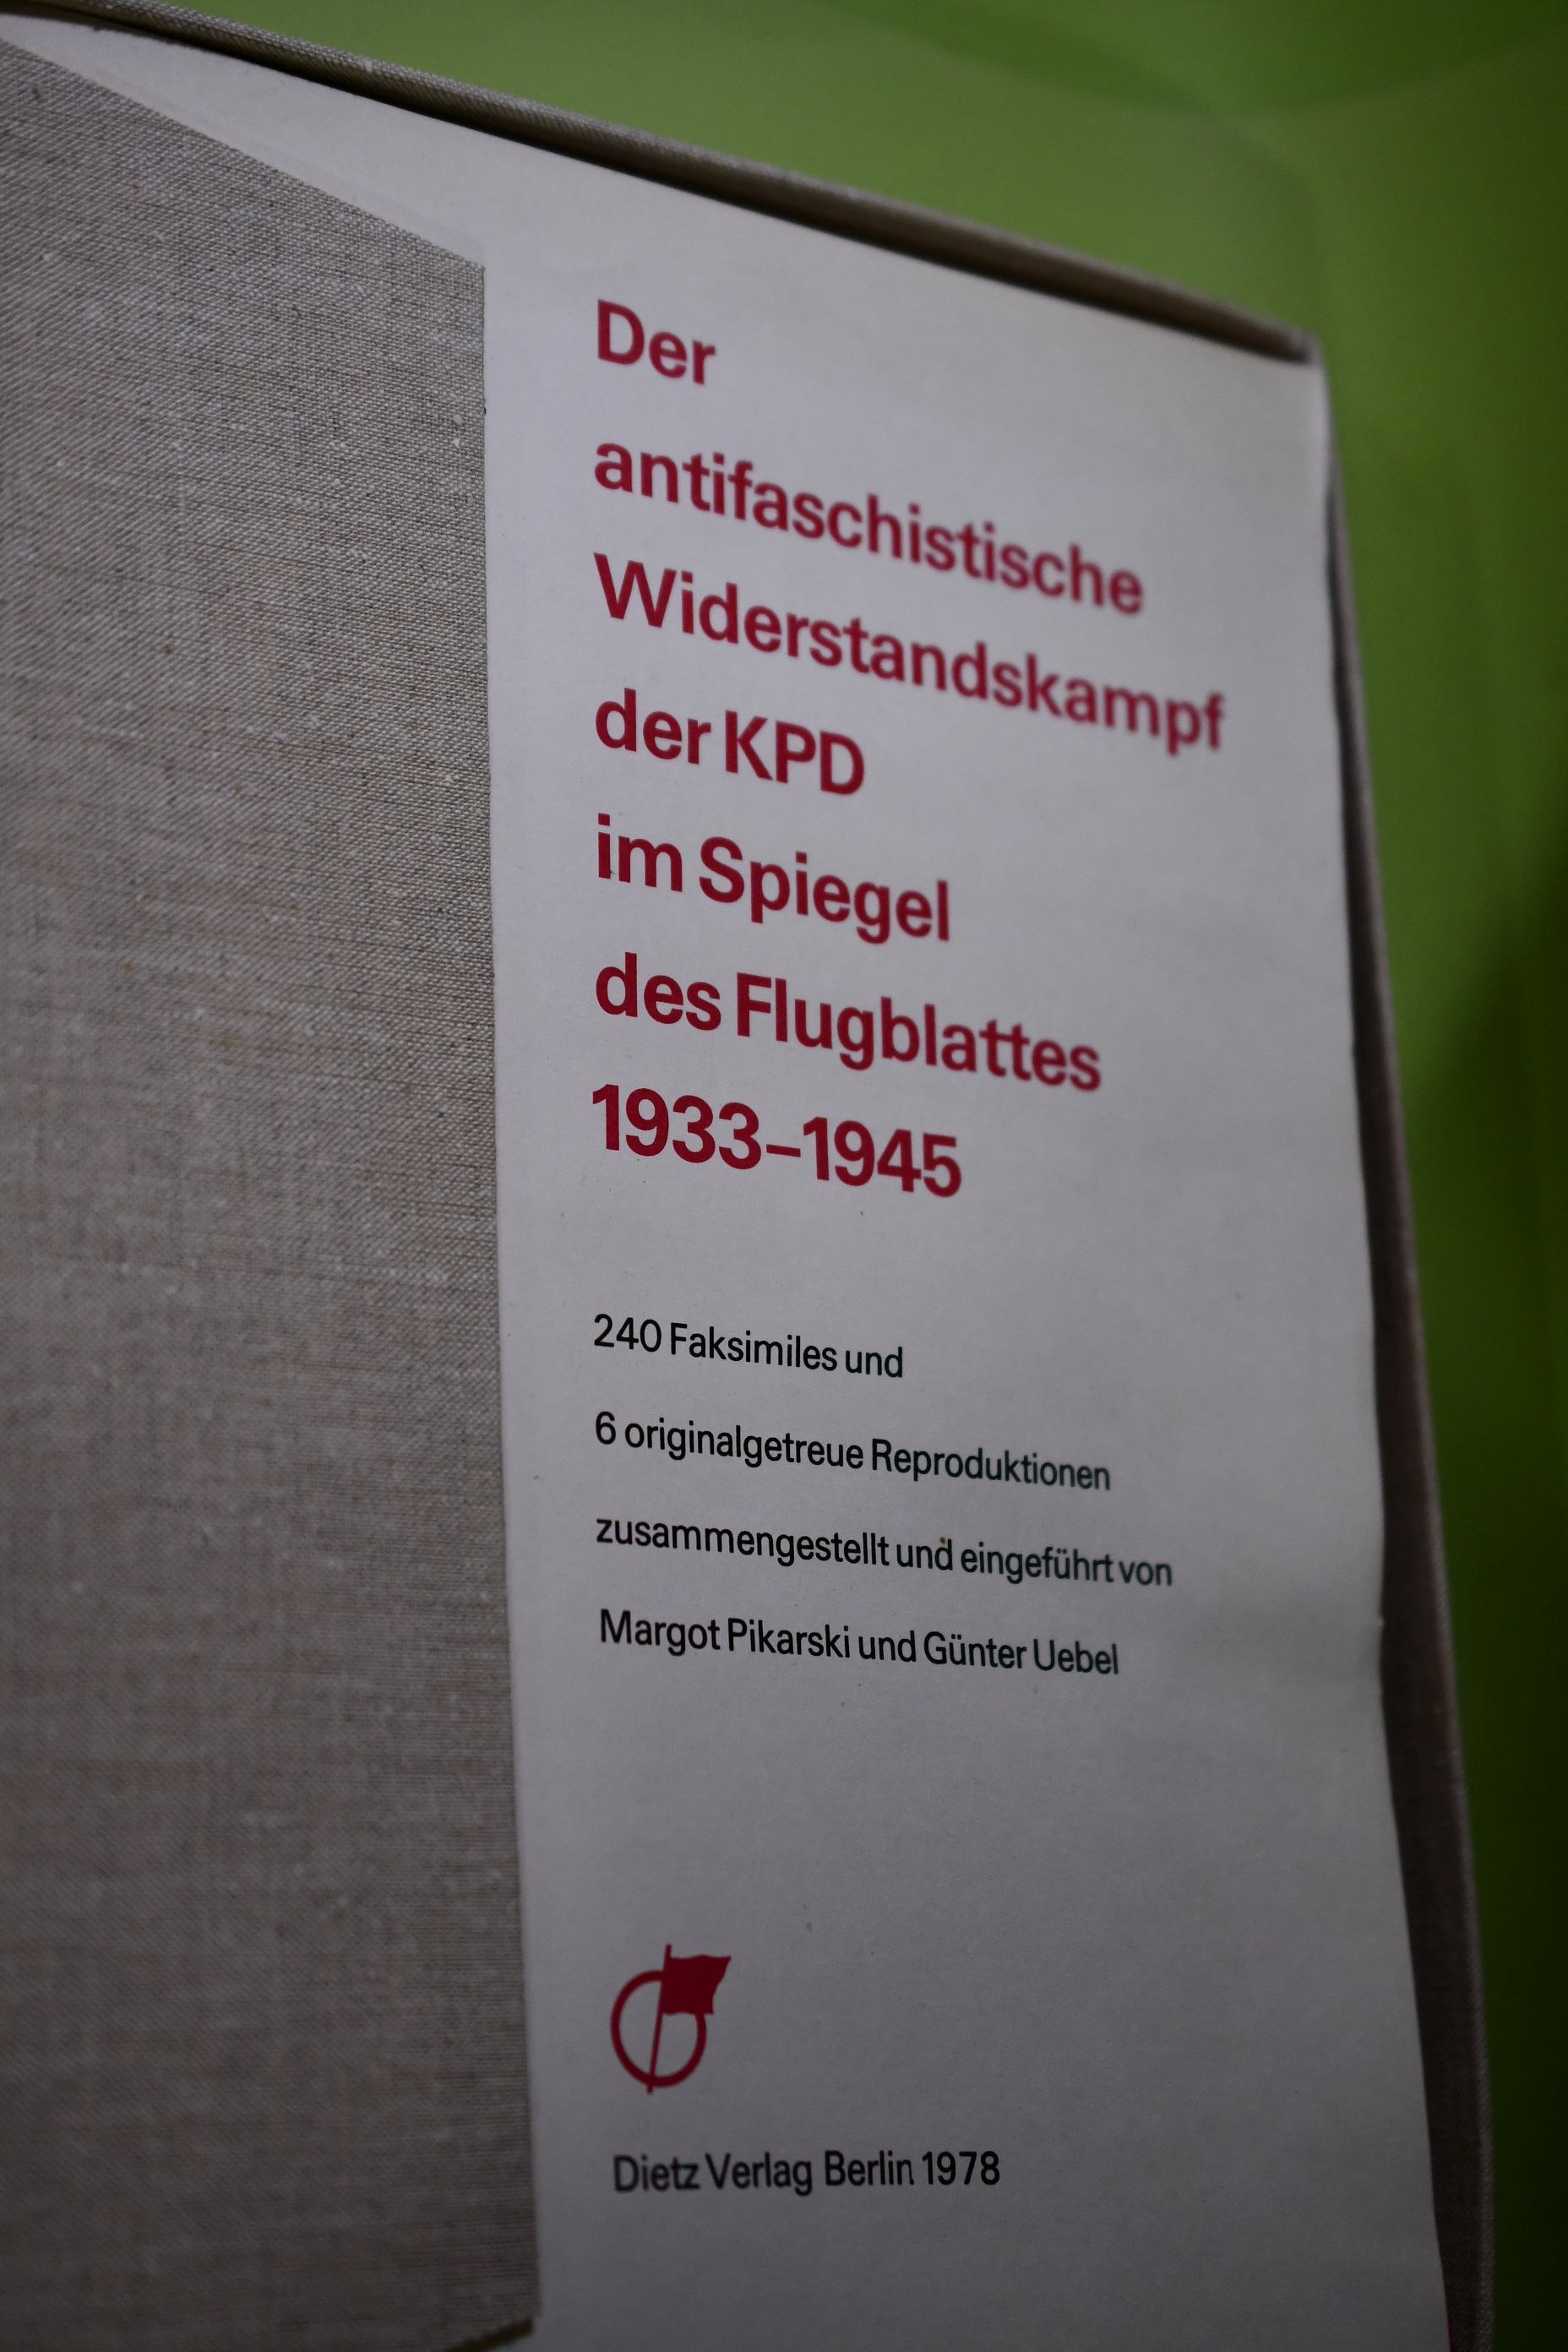 Der
antifaschistische
Widerstandskampf
der KPD
im Spiegel
des Flugblattes
1933–1945
240 Faksimiles und
6 originalgetreue Reproduktionen
zusammengestellt und eingeführt von
Margot Pikarski und Günter Uebel
Dietz Verlag Berlin 1978